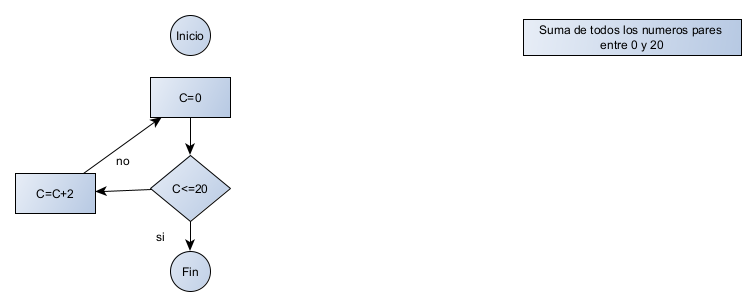 Inicio
Suma de todos los numeros pares
entre 0 y 20
C=0
no
C=C+2
C<=20
si
Fin